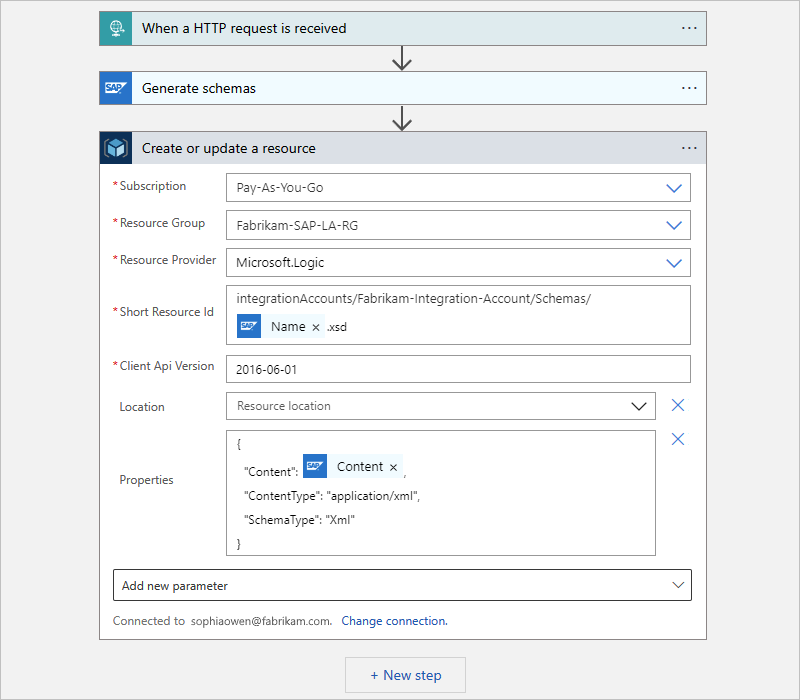 When a HTTP request is received
SAP Generate schemas
Create or update a resource
*Subscription Pay-As-You-Go
*Resource Group Fabrikam-SAP-LA-RG
*Resource Provider Microsoft.Logic
integrationAccounts/Fabrikam-Integration-Account/Schemas/
*Short Resource Id
SAP Name × .xsd
*Client Api Version 2016-06-01
Location Resource location
{
"Content": SAP Content × ,
Properties
"ContentType": "application/xml",
"SchemaType": "Xml"
}
Add new parameter
Connected to sophiaowen@fabrikam.com. Change connection.
+ New step